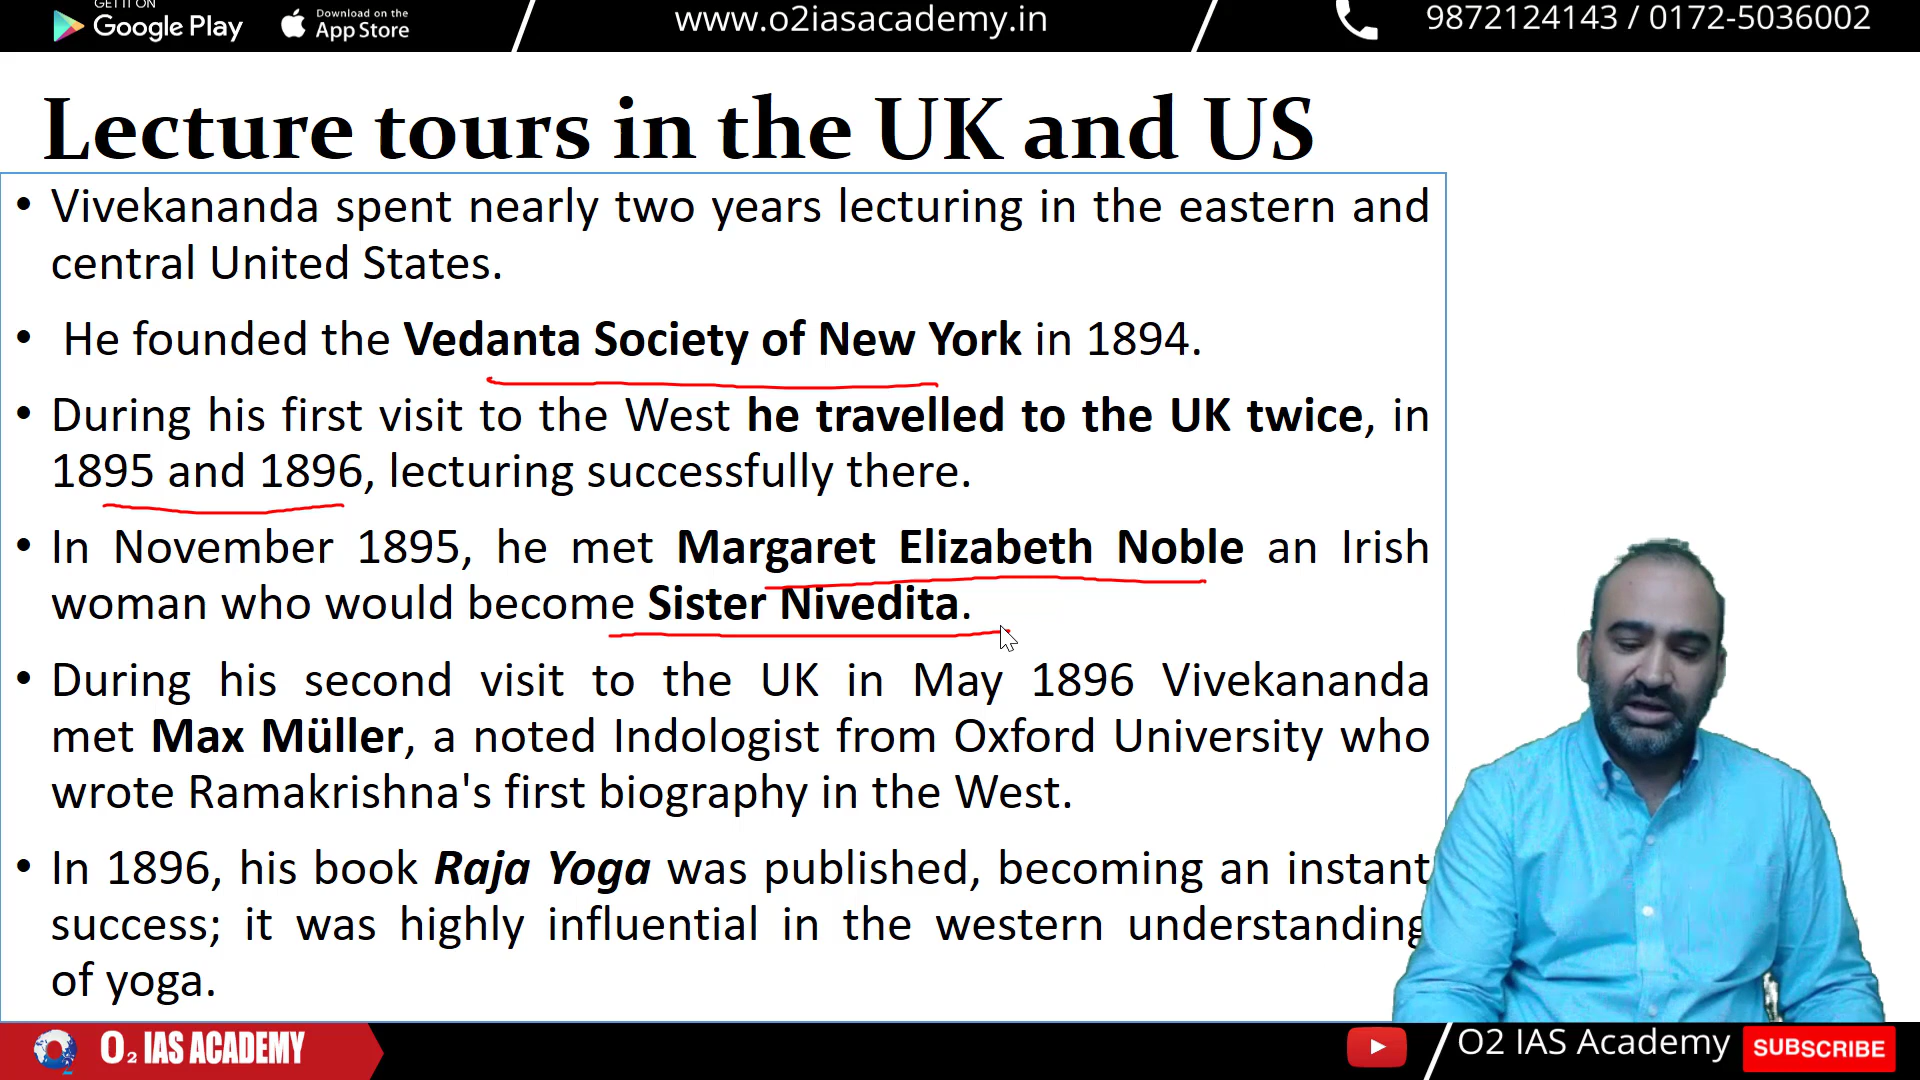 GET IT ON
Google Play
Download on the
App Store
www.o2iasacademy.in
9872124143 / 0172-5036002
Lecture tours in the UK and US
• Vivekananda spent nearly two years lecturing in the eastern and
central United States.
• He founded the Vedanta Society of New York in 1894.
• During his first visit to the West he travelled to the UK twice, in
1895 and 1896, lecturing successfully there.
• In November 1895, he met Margaret Elizabeth Noble an Irish
woman who would become Sister Nivedita.
• During his second visit to the UK in May 1896 Vivekananda
met Max Müller, a noted Indologist from Oxford University who
wrote Ramakrishna's first biography in the West.
• In 1896, his book Raja Yoga was published, becoming an instant
success; it was highly influential in the western understanding
of yoga.
O2 IAS ACADEMY
O2 IAS Academy
SUBSCRIBE